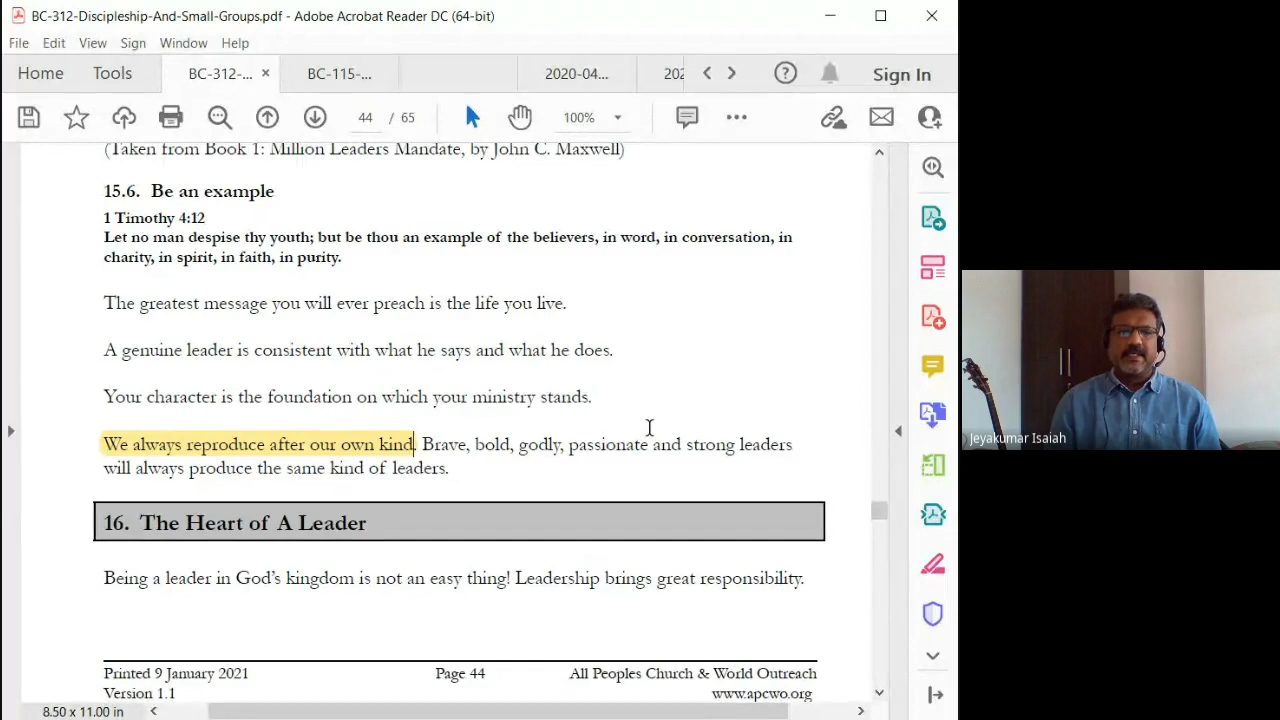 BC-312-Discipleship-And-Small-Groups.pdf - Adobe Acrobat Reader DC (64-bit)
File Edit View Sign Window Help
Home Tools BC-312-... × BC-115-... 2020-04... 202 Sign In
44 / 65 100%
(Taken from Book 1: Million Leaders Mandate, by John C. Maxwell)
15.6. Be an example
1 Timothy 4:12
Let no man despise thy youth; but be thou an example of the believers, in word, in conversation, in
charity, in spirit, in faith, in purity.
The greatest message you will ever preach is the life you live.
A genuine leader is consistent with what he says and what he does.
Your character is the foundation on which your ministry stands.
We always reproduce after our own kind. Brave, bold, godly, passionate and strong leaders
will always produce the same kind of leaders.
16. The Heart of A Leader
Being a leader in God's kingdom is not an easy thing! Leadership brings great responsibility.
Printed 9 January 2021 Page 44 All Peoples Church & World Outreach
Version 1.1 www.apcwo.org
8.50 x 11.00 in
Jeyakumar Isaiah